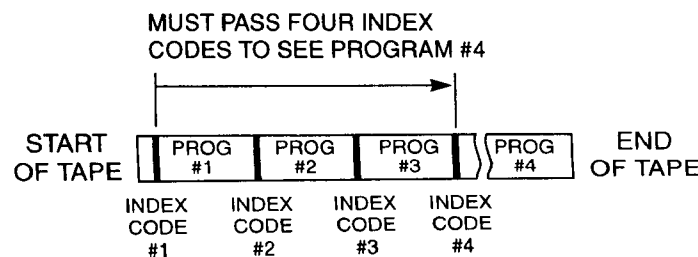 MUST PASS FOUR INDEX
CODES TO SEE PROGRAM #4
START
OF TAPE
PROG
#1
PROG
#2
PROG
#3
PROG
#4
END
OF TAPE
INDEX
CODE
#1
INDEX
CODE
#2
INDEX
CODE
#3
INDEX
CODE
#4